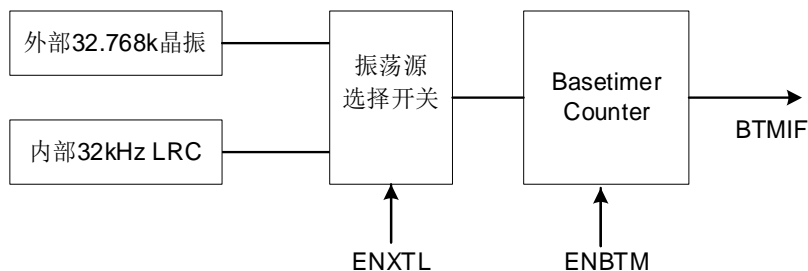 外部32.768k晶振
内部32kHz LRC
振荡源
选择开关
Basetimer
Counter
BTMIF
ENXTL
ENBTM